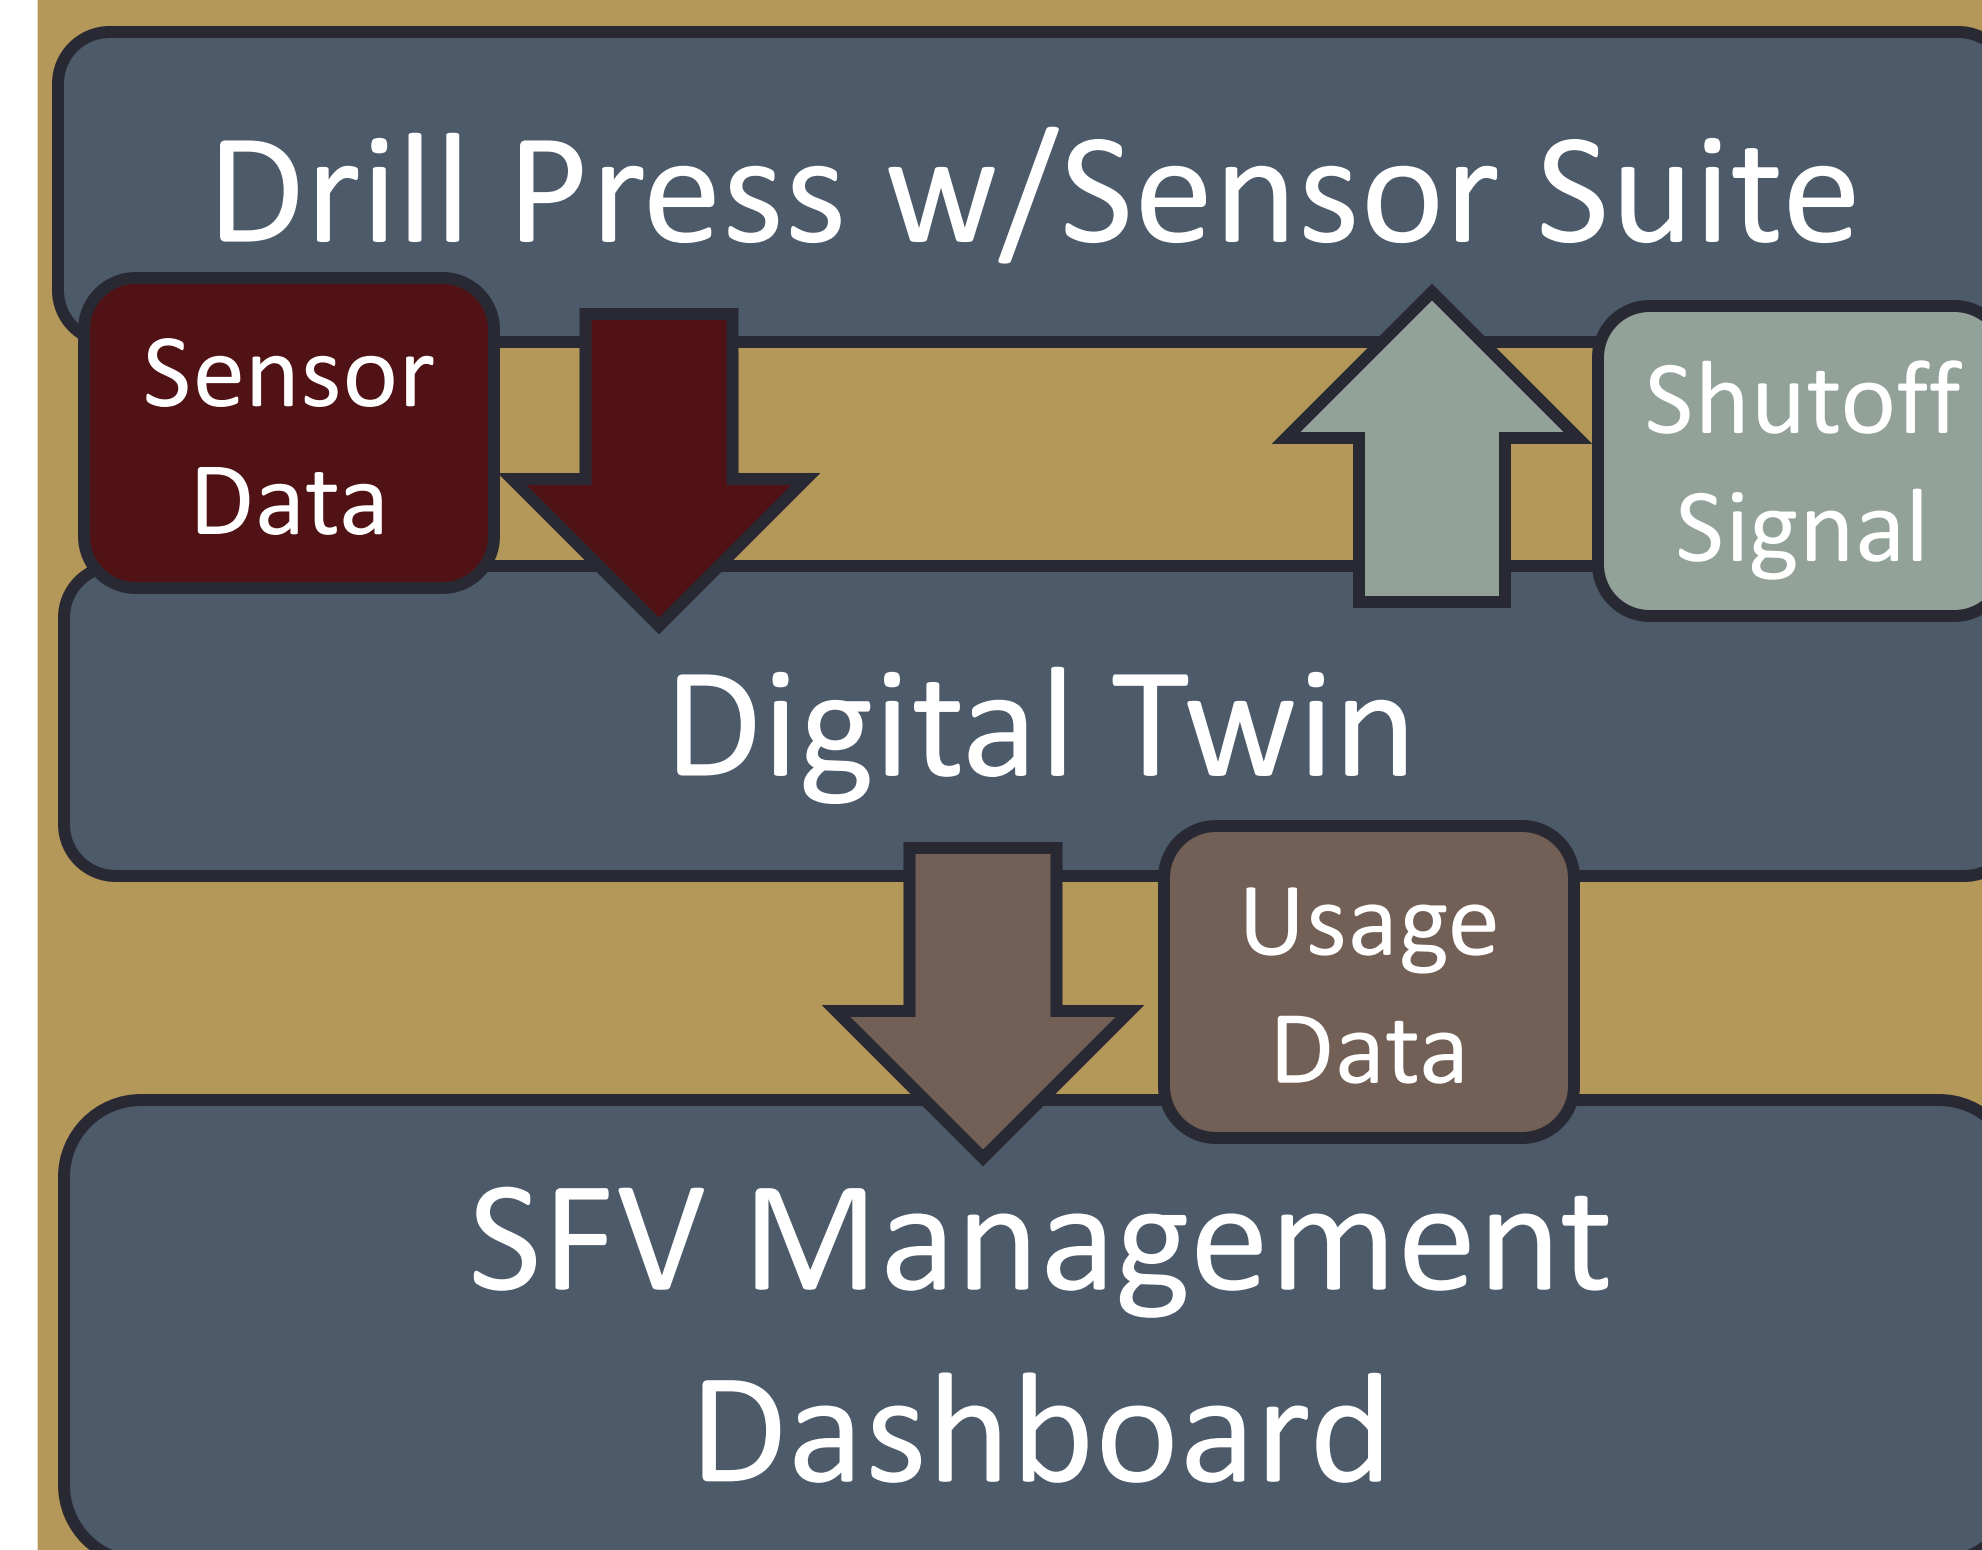 Drill Press w/Sensor Suite
Sensor
Data
Shutoff
Signal
Digital Twin
Usage
Data
SFV Management
Dashboard